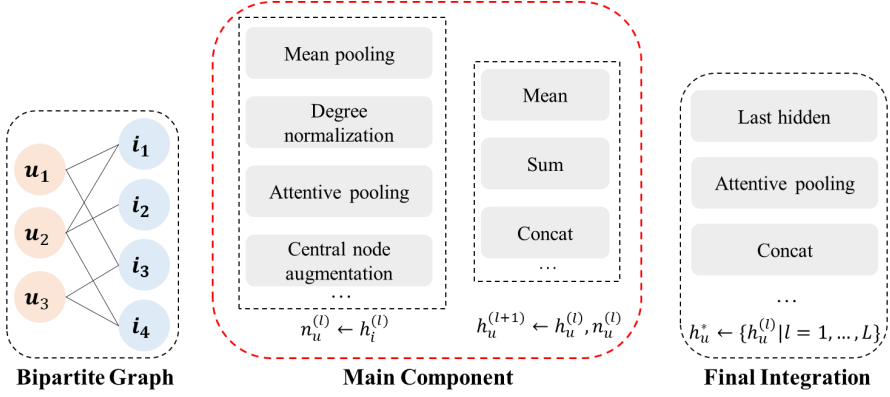 u₁
u₂
u₃
i₁
i₂
i₃
i₄
Bipartite Graph
Mean pooling
Degree
normalization
Attentive pooling
Central node
augmentation
...
n_u^{(l)} ← h_i^{(l)}
Mean
Sum
Concat
...
h_u^{(l+1)} ← h_u^{(l)}, n_u^{(l)}
Main Component
Last hidden
Attentive pooling
Concat
...
h_u^* ← {h_u^{(l)}|l = 1, ..., L}
Final Integration